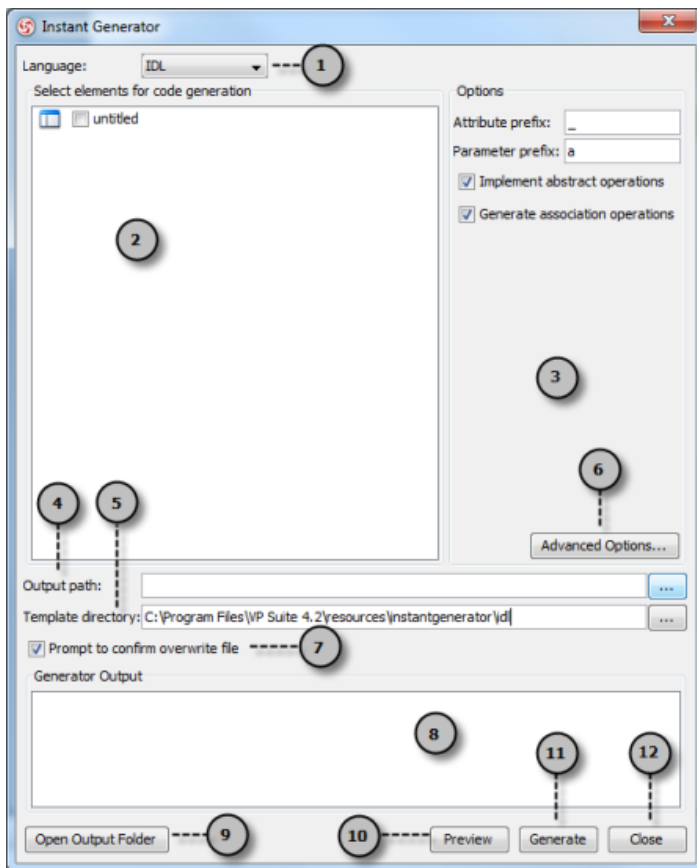 Instant Generator
Language: IDL 1
Select elements for code generation
Options
untitled
Attribute prefix: _
Parameter prefix: a
Implement abstract operations
Generate association operations
2
3
4
5
6
Advanced Options...
Output path: ...
Template directory: C:\Program Files\VP Suite 4.2\resources\instantgenerator\idl ...
Prompt to confirm overwrite file 7
Generator Output
8
11
12
Open Output Folder 9 10 Preview Generate Close